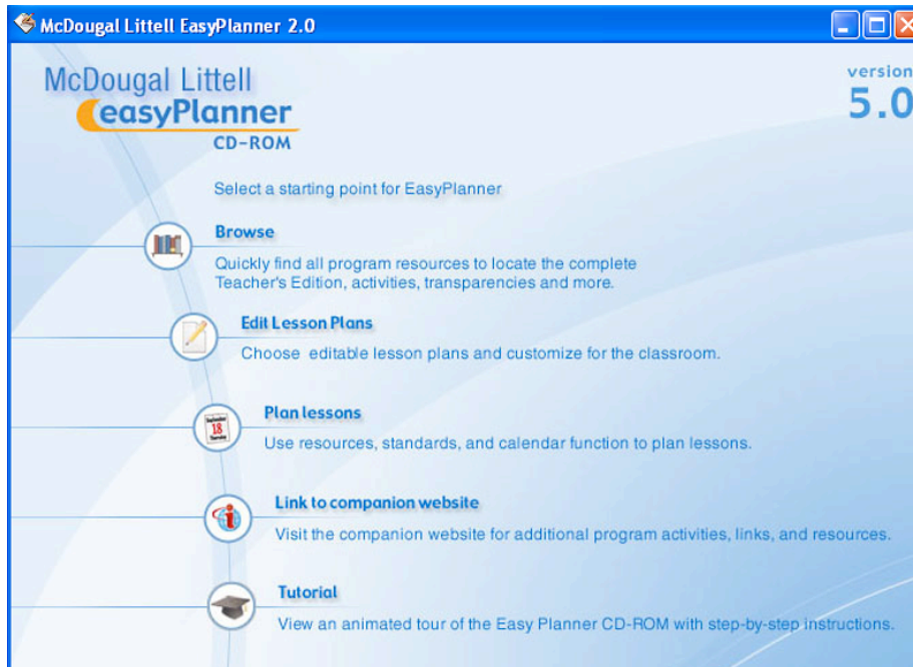 McDougal Littell EasyPlanner 2.0
McDougal Littell
easyPlanner
CD-ROM
version
5.0
Select a starting point for EasyPlanner
Browse
Quickly find all program resources to locate the complete
Teacher's Edition, activities, transparencies and more.
Edit Lesson Plans
Choose editable lesson plans and customize for the classroom.
September
18
Thursday
Plan lessons
Use resources, standards, and calendar function to plan lessons.
Link to companion website
Visit the companion website for additional program activities, links, and resources.
Tutorial
View an animated tour of the Easy Planner CD-ROM with step-by-step instructions.